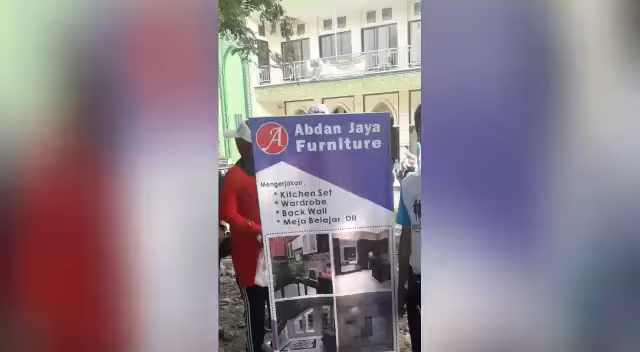 A
Abdan Jaya
Furniture
Mengerjakan :
* Kitchen Set
* Wardrobe
* Back Wall
* Meja Belajar, Dll